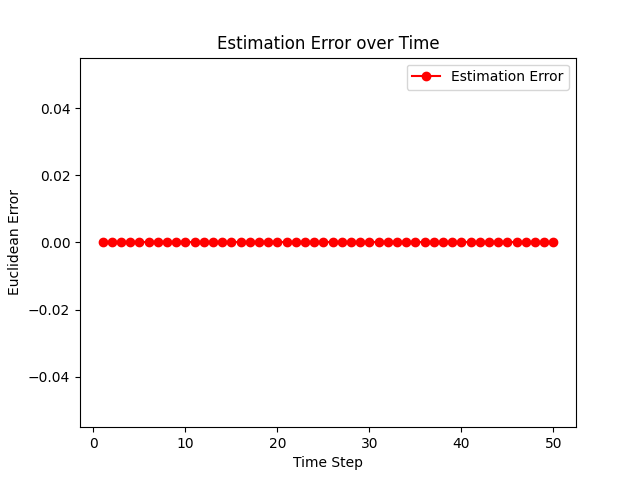 Estimation Error over Time
Estimation Error
0.04
0.02
0.00
−0.02
−0.04
Euclidean Error
0 10 20 30 40 50
Time Step